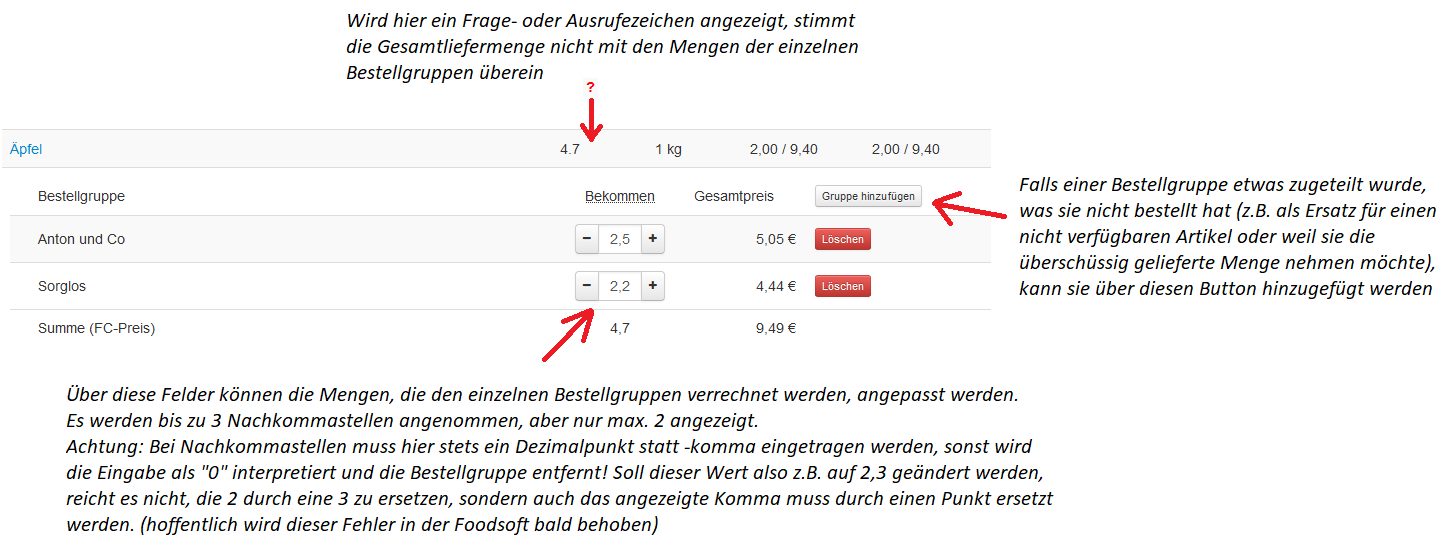 Wird hier ein Frage- oder Ausrufezeichen angezeigt, stimmt
die Gesamtliefermenge nicht mit den Mengen der einzelnen
Bestellgruppen überein
?
Äpfel 4.7 1 kg 2,00 / 9,40 2,00 / 9,40
Bestellgruppe Bekommen Gesamtpreis Gruppe hinzufügen
Anton und Co − 2,5 + 5,05 € Löschen
Sorglos − 2,2 + 4,44 € Löschen
Summe (FC-Preis) 4,7 9,49 €
Falls einer Bestellgruppe etwas zugeteilt wurde,
was sie nicht bestellt hat (z.B. als Ersatz für einen
nicht verfügbaren Artikel oder weil sie die
überschüssig gelieferte Menge nehmen möchte),
kann sie über diesen Button hinzugefügt werden
Über diese Felder können die Mengen, die den einzelnen Bestellgruppen verrechnet werden, angepasst werden.
Es werden bis zu 3 Nachkommastellen angenommen, aber nur max. 2 angezeigt.
Achtung: Bei Nachkommastellen muss hier stets ein Dezimalpunkt statt -komma eingetragen werden, sonst wird
die Eingabe als "0" interpretiert und die Bestellgruppe entfernt! Soll dieser Wert also z.B. auf 2,3 geändert werden,
reicht es nicht, die 2 durch eine 3 zu ersetzen, sondern auch das angezeigte Komma muss durch einen Punkt ersetzt
werden. (hoffentlich wird dieser Fehler in der Foodsoft bald behoben)